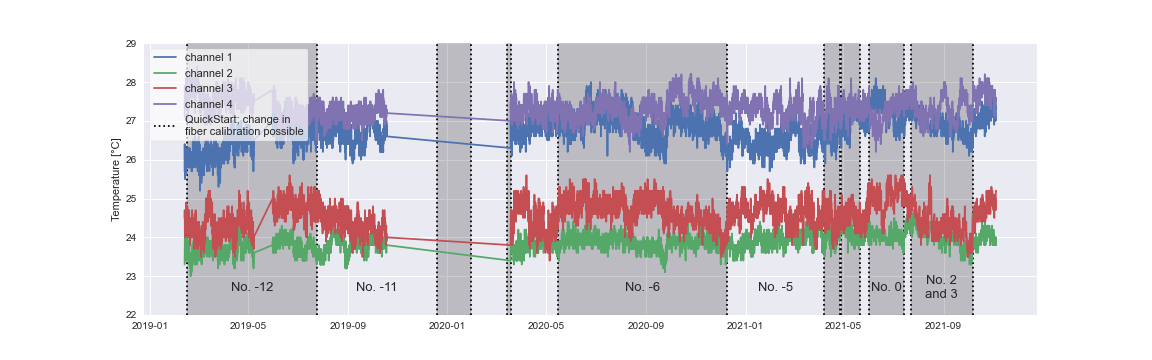 29
28
27
26
25
24
23
22
Temperature [°C]
channel 1
channel 2
channel 3
channel 4
QuickStart; change in
fiber calibration possible
No. -12
No. -11
No. -6
No. -5
No. 0
No. 2
and 3
2019-01
2019-05
2019-09
2020-01
2020-05
2020-09
2021-01
2021-05
2021-09